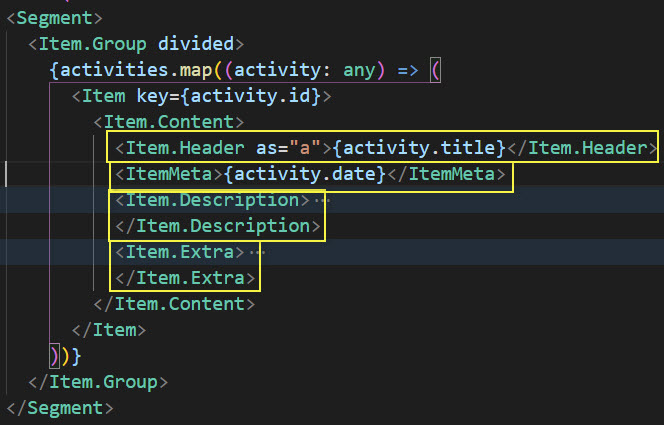 <Segment>
<Item.Group divided>
{activities.map((activity: any) => (
<Item key={activity.id}>
<Item.Content>
<Item.Header as="a">{activity.title}</Item.Header>
<ItemMeta>{activity.date}</ItemMeta>
<Item.Description>…
</Item.Description>
<Item.Extra>…
</Item.Extra>
</Item.Content>
</Item>
))}
</Item.Group>
</Segment>